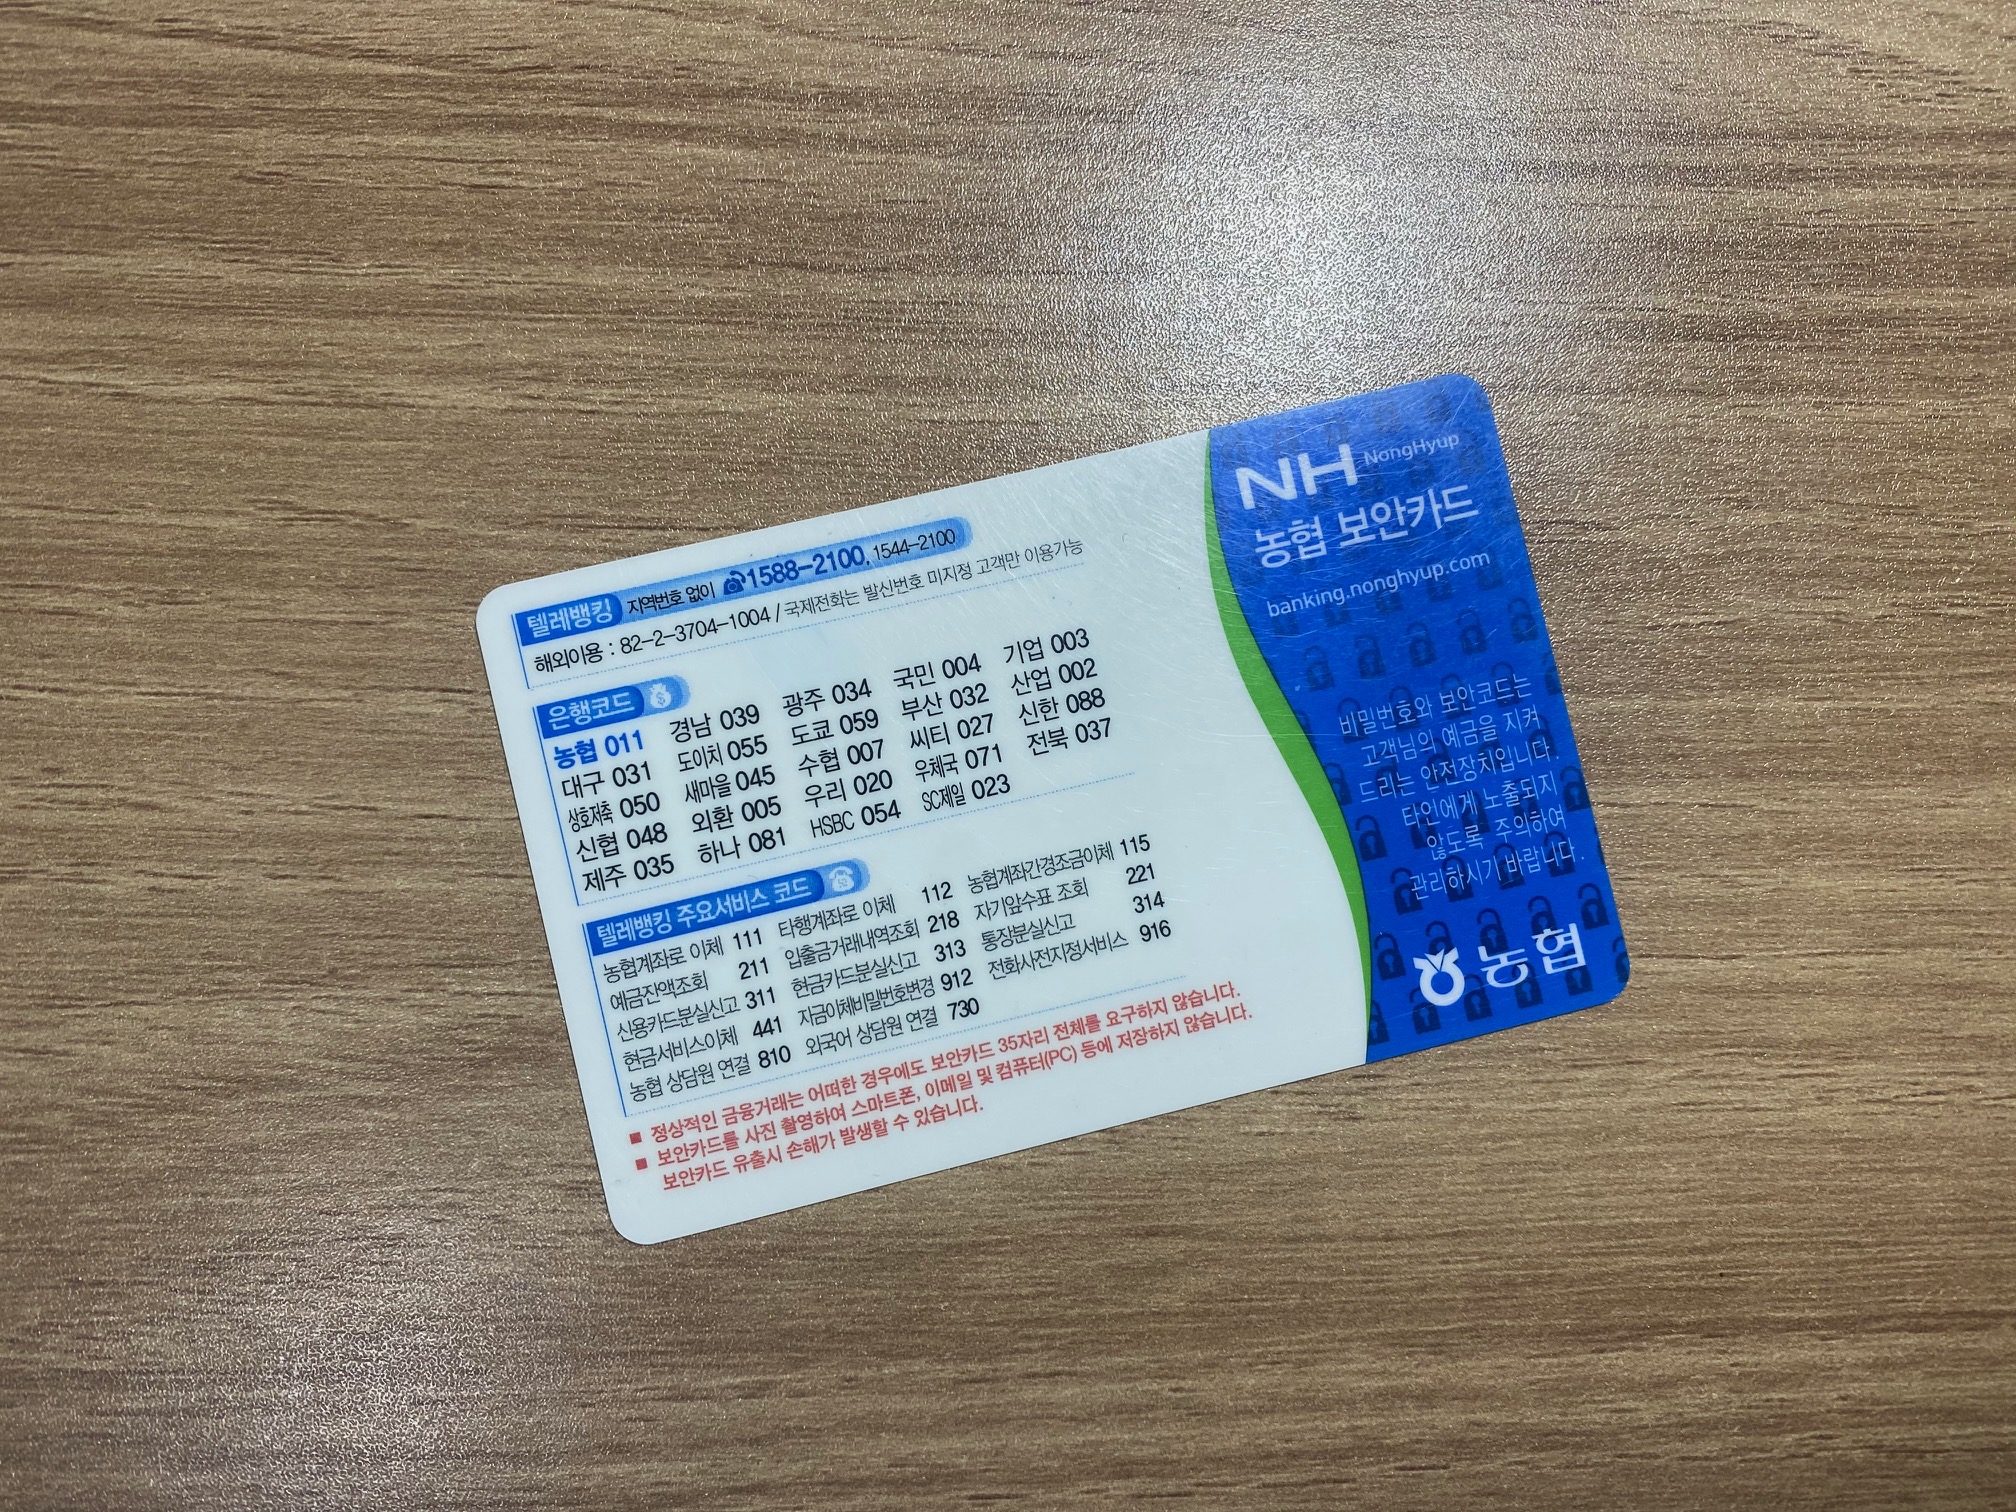 텔레뱅킹 지역번호 없이 1588-2100, 1544-2100
해외이용 : 82-2-3704-1004 / 국제전화는 발신번호 미지정 고객만 이용가능
은행코드
농협 011 경남 039 광주 034 국민 004 기업 003
대구 031 도이치 055 도쿄 059 부산 032 산업 002
상호저축 050 새마을 045 수협 007 씨티 027 신한 088
신협 048 외환 005 우리 020 우체국 071 전북 037
제주 035 하나 081 HSBC 054 SC제일 023
텔레뱅킹 주요서비스 코드
농협계좌로 이체 111 타행계좌로 이체 112 농협계좌간경조금이체 115
예금잔액조회 211 입출금거래내역조회 218 자기앞수표 조회 221
신용카드분실신고 311 현금카드분실신고 313 통장분실신고 314
현금서비스이체 441 자금이체비밀번호변경 912 전화사전지정서비스 916
농협 상담원 연결 810 외국어 상담원 연결 730
■ 정상적인 금융거래는 어떠한 경우에도 보안카드 35자리 전체를 요구하지 않습니다.
■ 보안카드를 사진 촬영하여 스마트폰, 이메일 및 컴퓨터(PC) 등에 저장하지 않습니다.
보안카드 유출시 손해가 발생할 수 있습니다.
NH NongHyup
농협 보안카드
banking.nonghyup.com
비밀번호와 보안코드는
고객님의 예금을 지켜
드리는 안전장치입니다.
타인에게 노출되지
않도록 주의하여
관리하시기 바랍니다.
농협